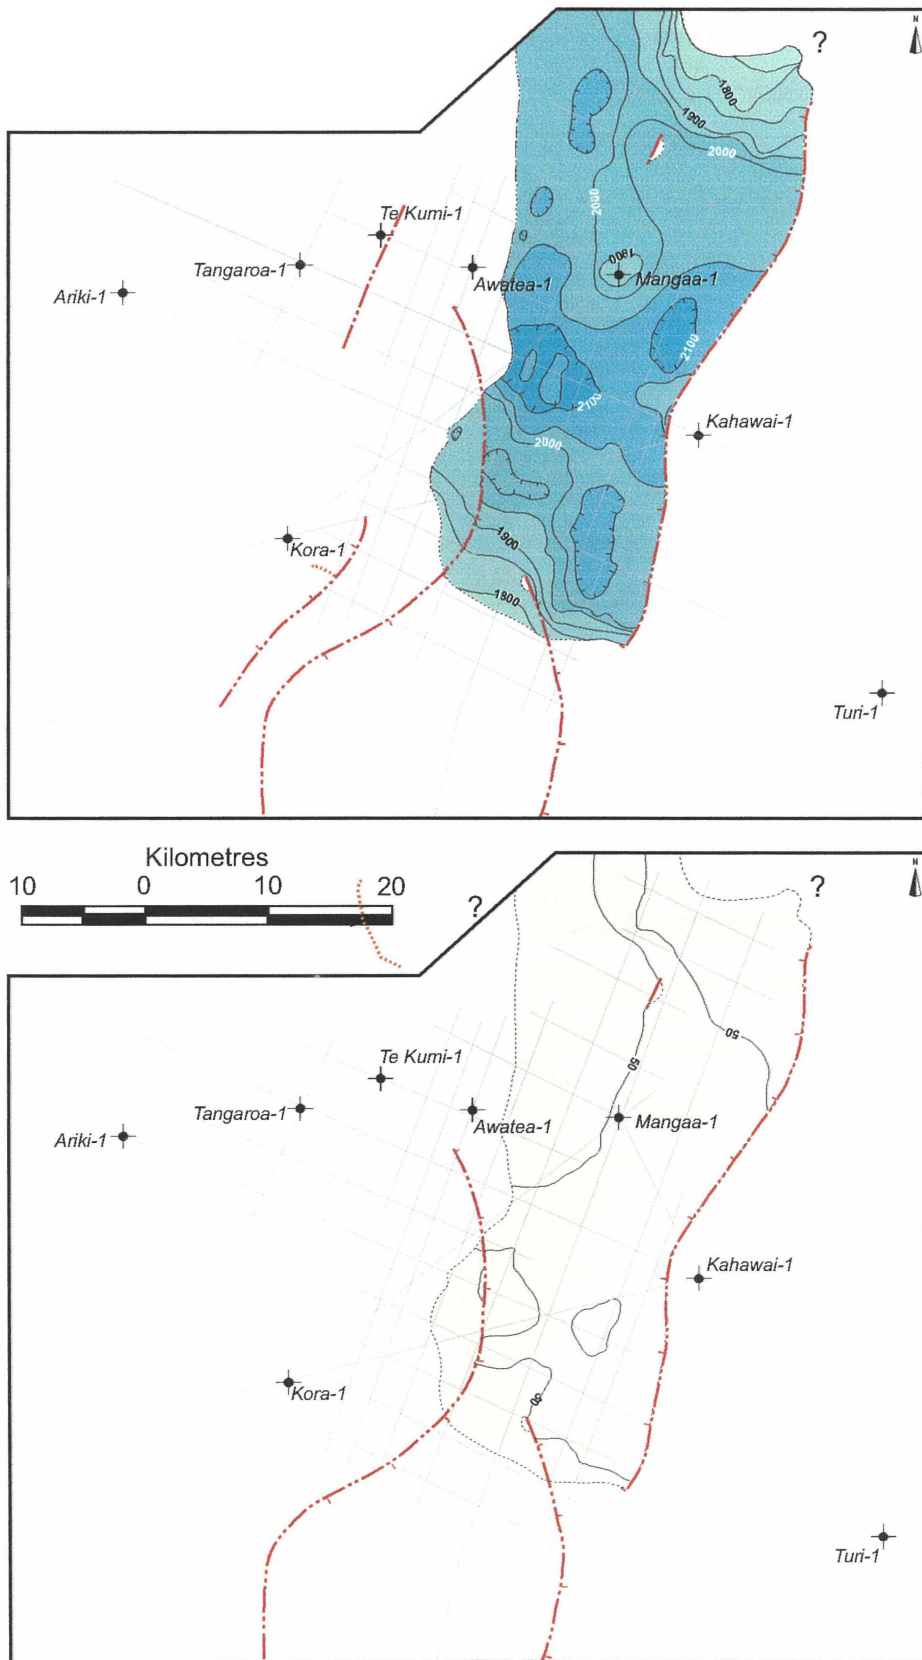 N
?
1800
1900
2000
2000
Te Kumi-1
Tangaroa-1
Awatea-1
1900
Mangaa-1
Ariki-1
2100
2100
Kahawai-1
2000
1900
Kora-1
1800
Turi-1
Kilometres
10 0 10 20
?
?
N
50
50
Te Kumi-1
Tangaroa-1
Awatea-1
Mangaa-1
Ariki-1
Kahawai-1
Kora-1
50
Turi-1